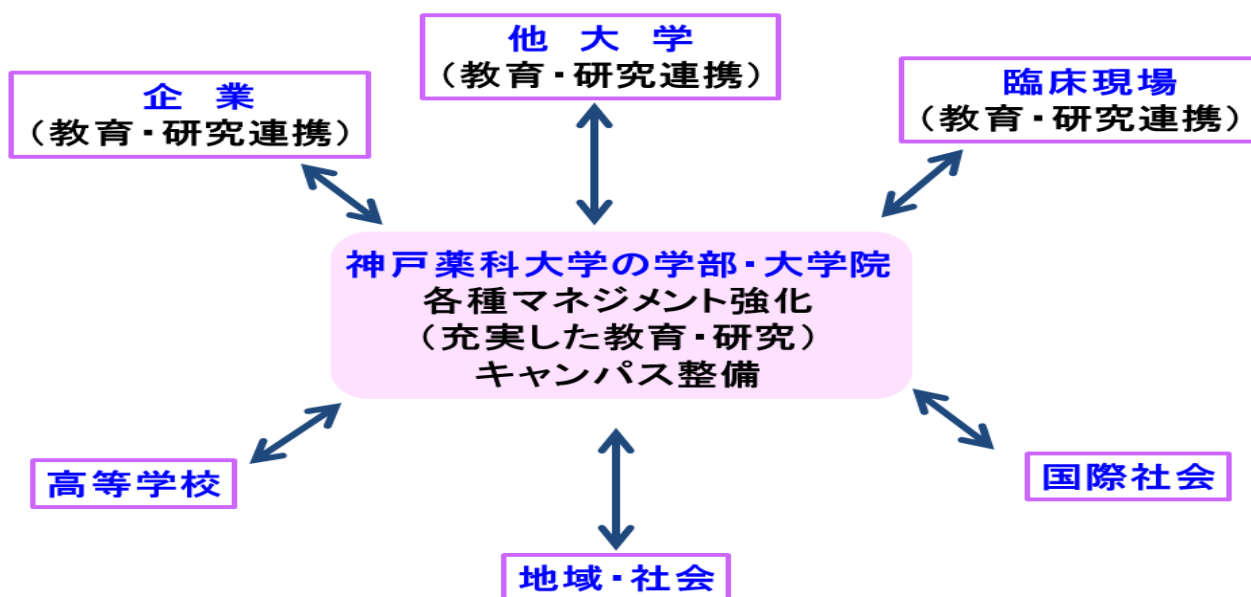 他 大 学
（教育・研究連携）
企 業
（教育・研究連携）
臨床現場
（教育・研究連携）
神戸薬科大学の学部・大学院
各種マネジメント強化
（充実した教育・研究）
キャンパス整備
高等学校
国際社会
地域・社会